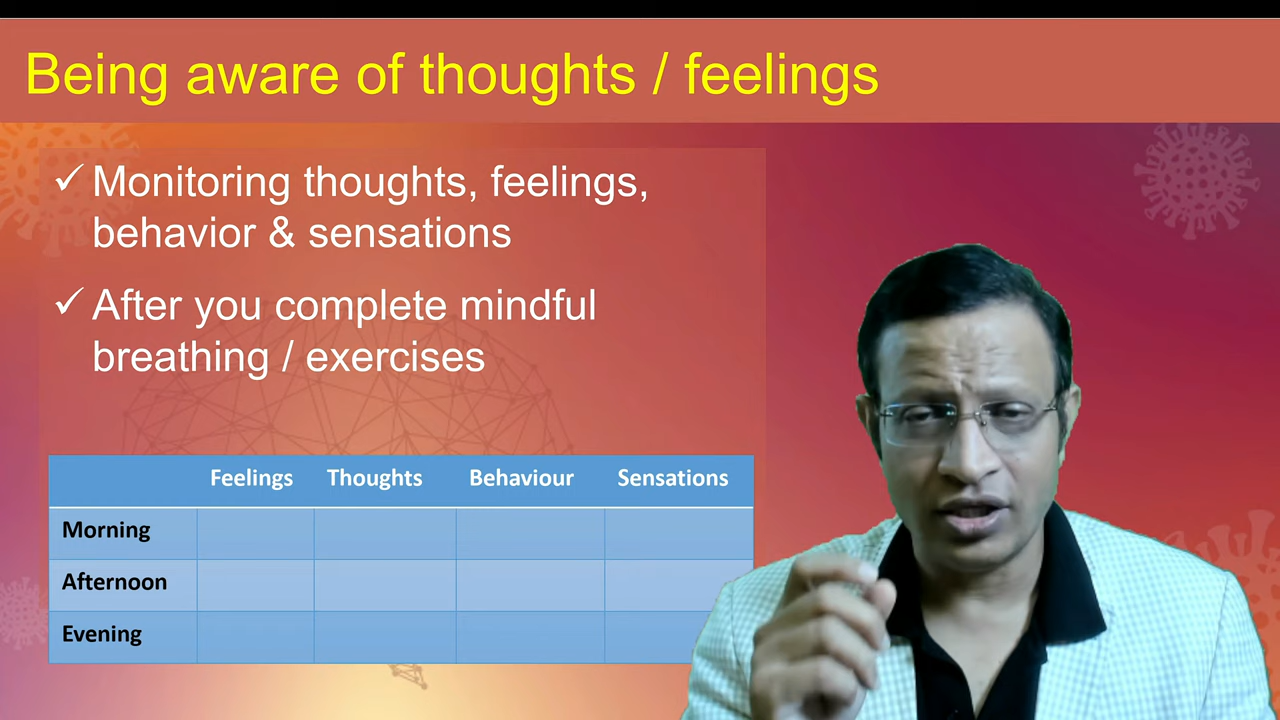 Being aware of thoughts / feelings
✓ Monitoring thoughts, feelings,
behavior & sensations
✓ After you complete mindful
breathing / exercises
Feelings Thoughts Behaviour Sensations
Morning
Afternoon
Evening